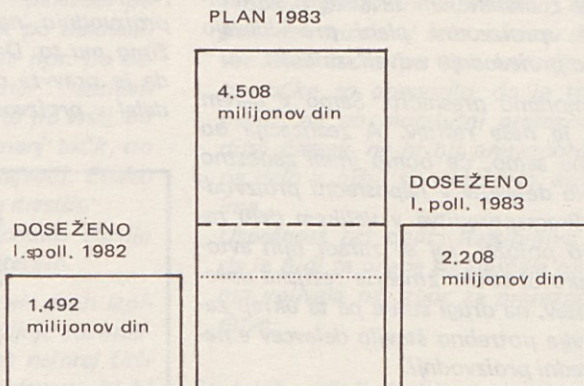 PLAN 1983
4.508
milijonov din
DOSEŽENO
I. poll. 1983
2.208
milijonov din
DOSEŽENO
I. poll. 1982
1.492
milijonov din